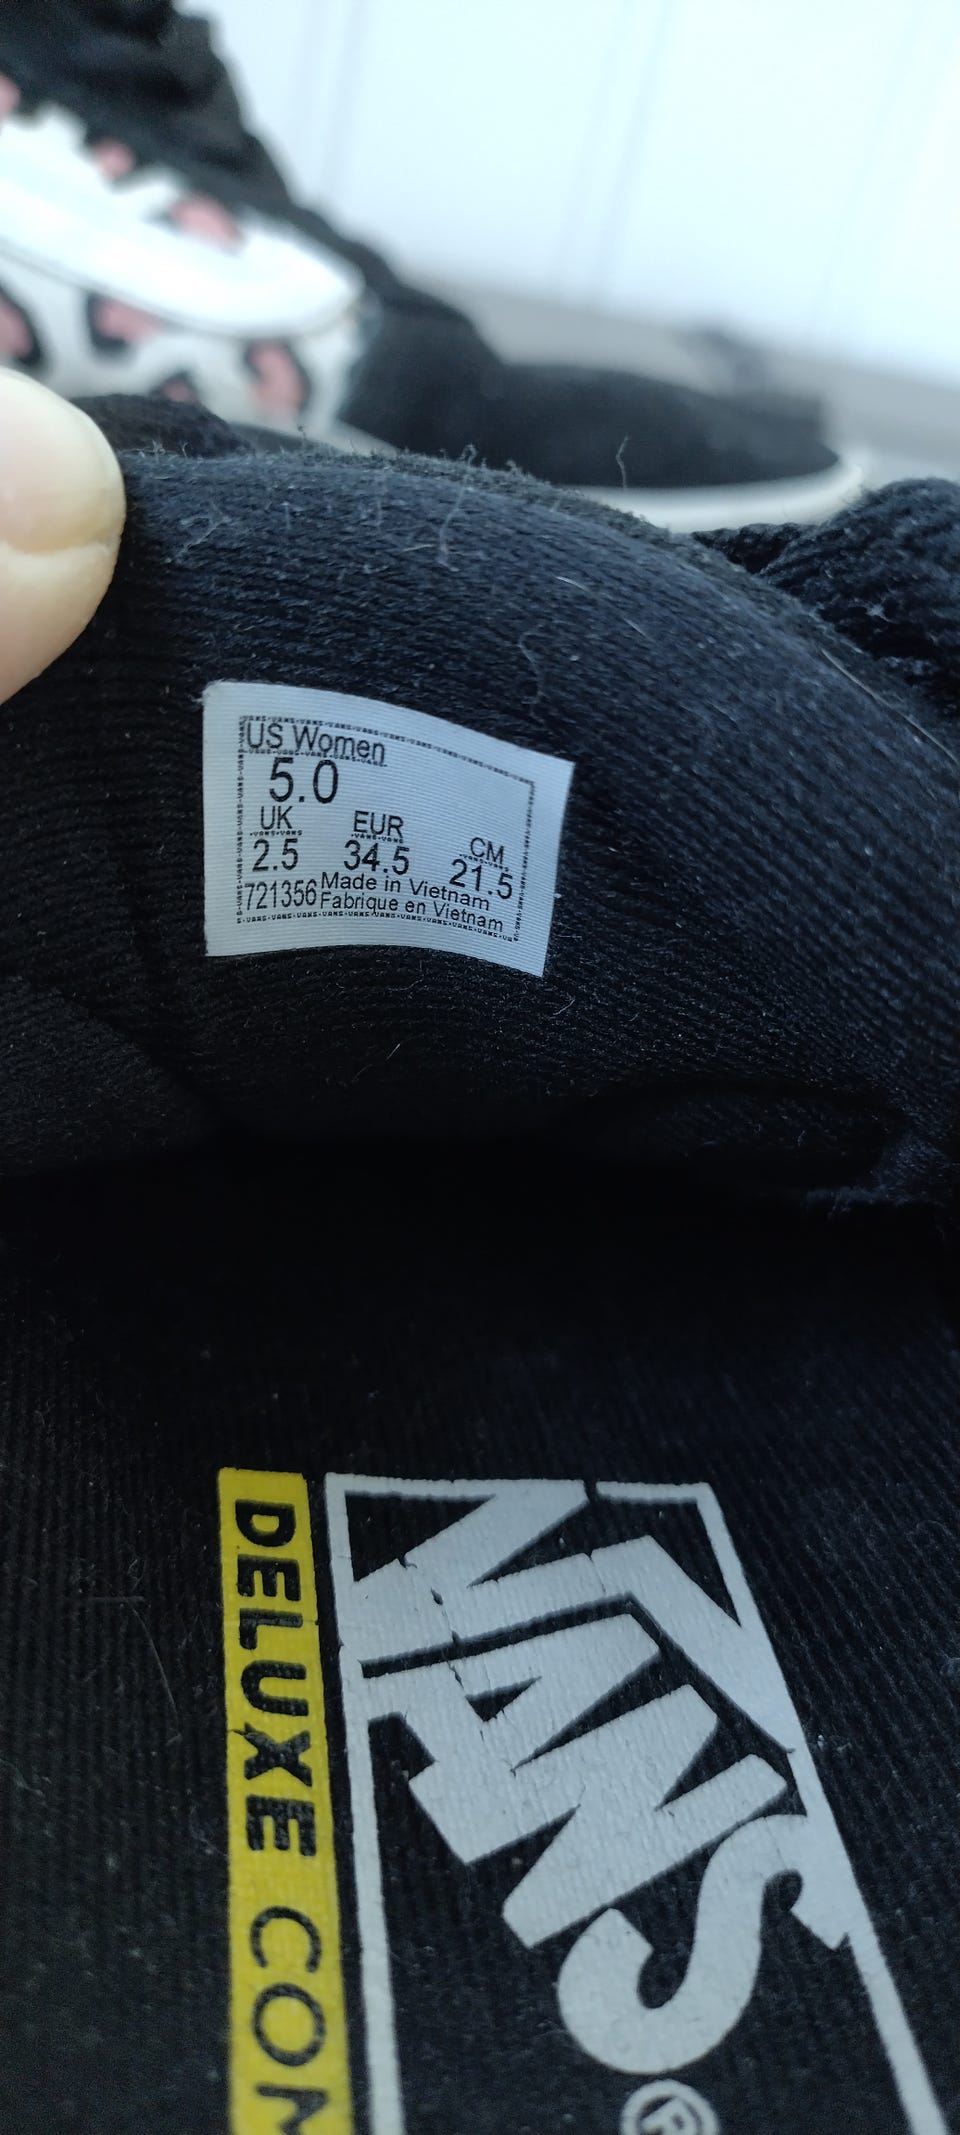 US Women
5.0
UK EUR CM
2.5 34.5 21.5
721356 Made in Vietnam
Fabrique en Vietnam
VANS
®
DELUXE COM